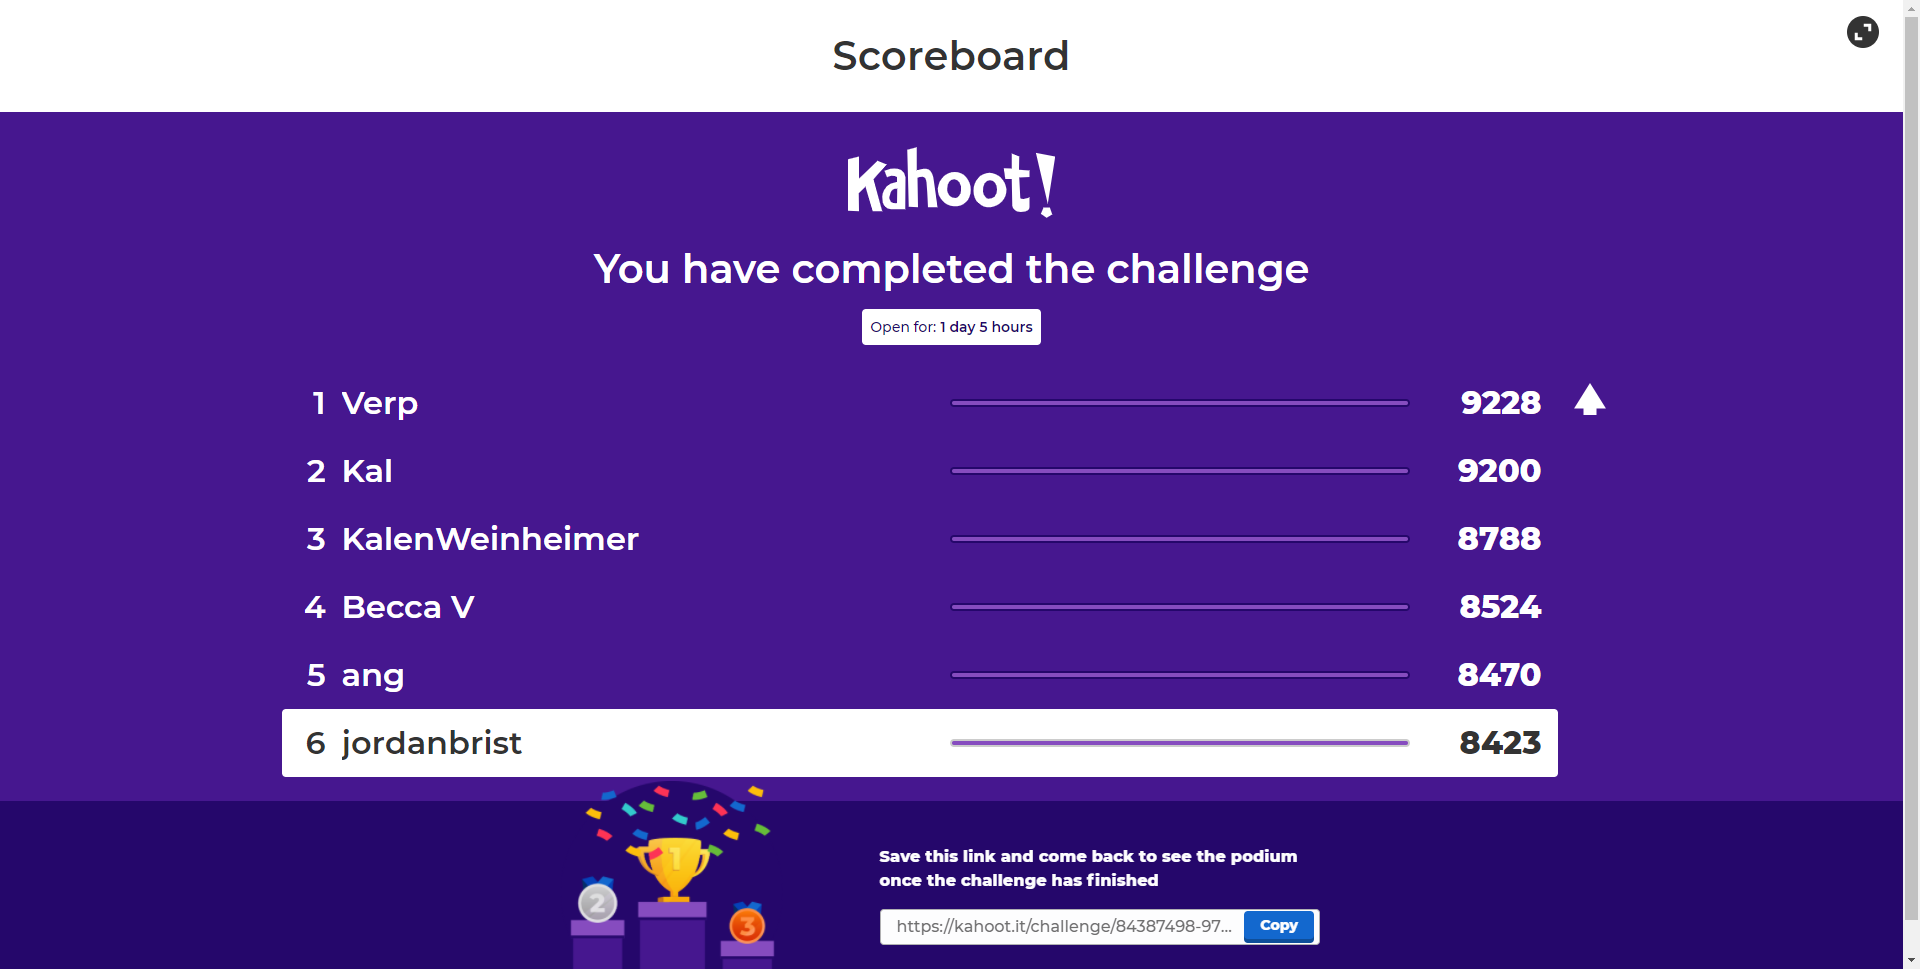 Scoreboard
Kahoot!
You have completed the challenge
Open for: 1 day 5 hours
1 Verp 9228
2 Kal 9200
3 KalenWeinheimer 8788
4 Becca V 8524
5 ang 8470
6 jordanbrist 8423
1
2
3
Save this link and come back to see the podium
once the challenge has finished
https://kahoot.it/challenge/84387498-97... Copy